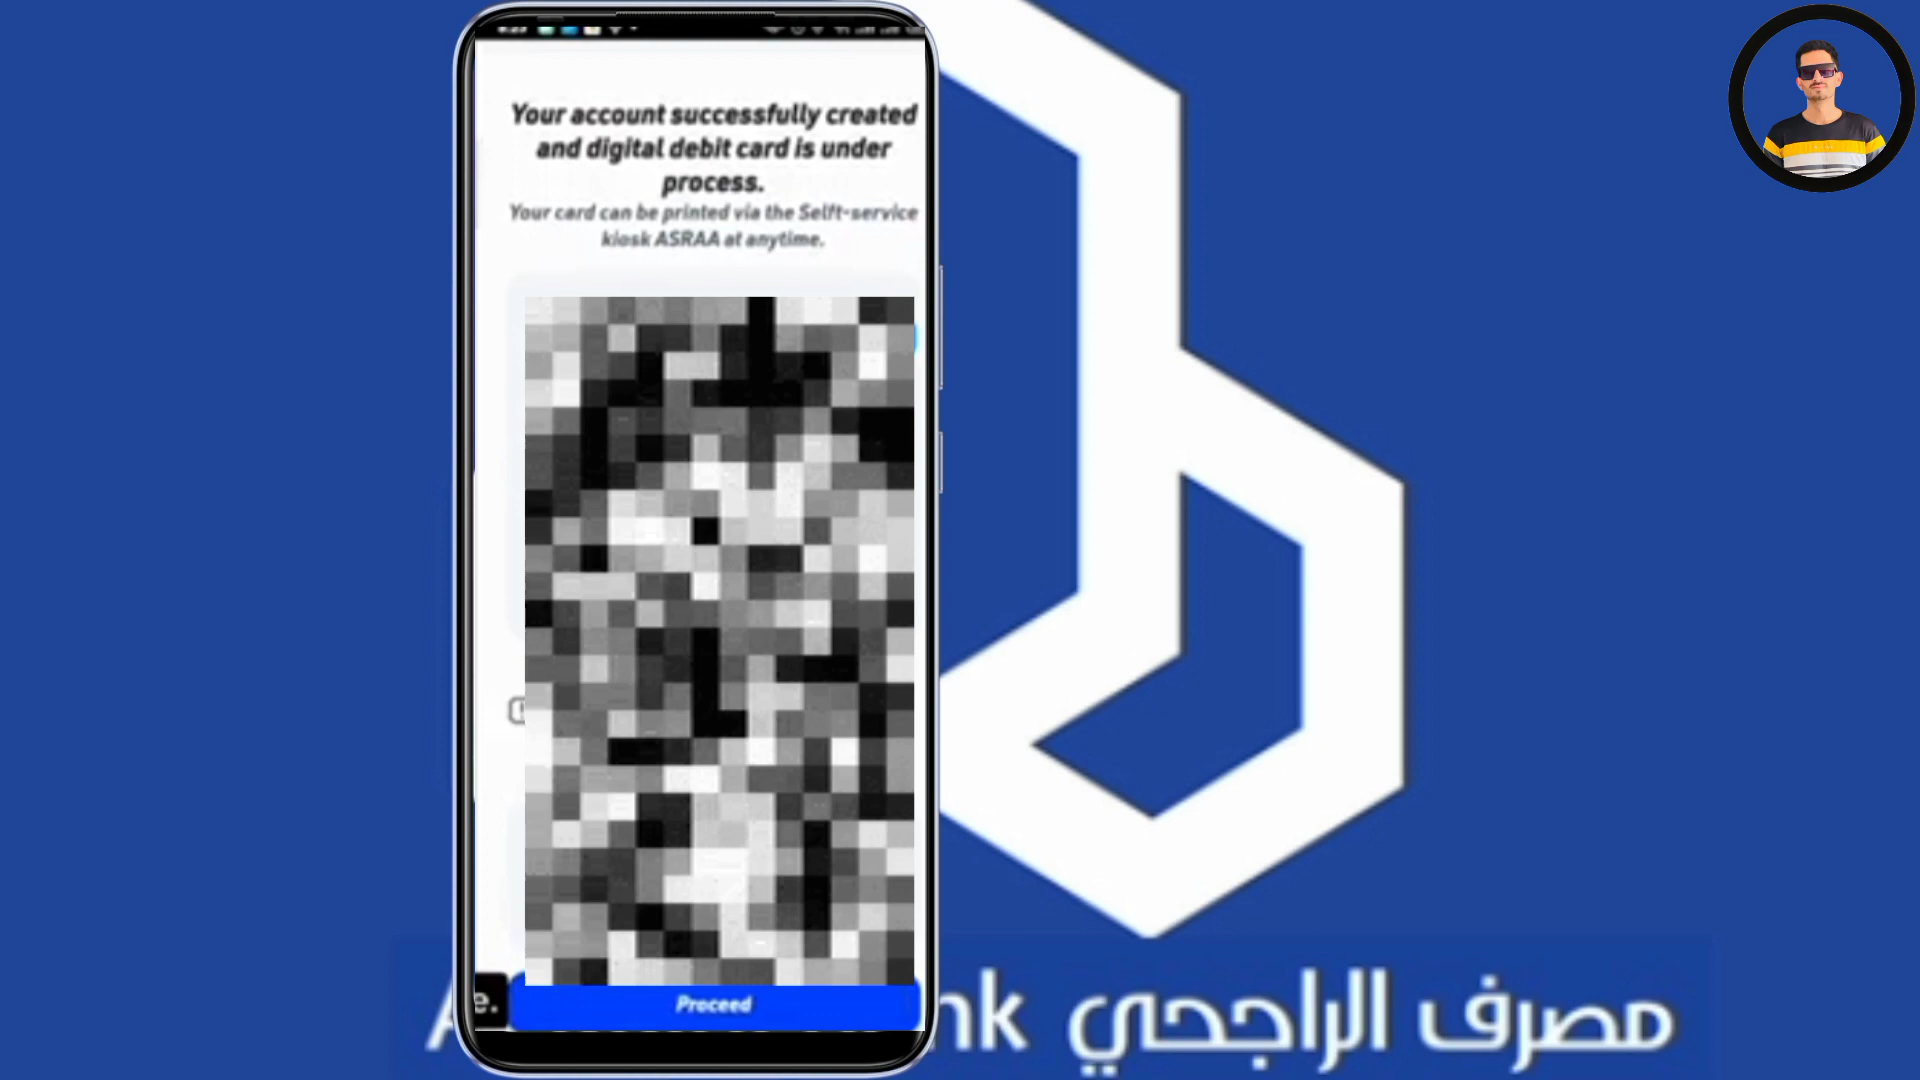 Your account successfully created
and digital debit card is under
process.
Your card can be printed via the Selft-service
kiosk ASRAA at anytime.
e.
Proceed
nk مصرف الراجحي